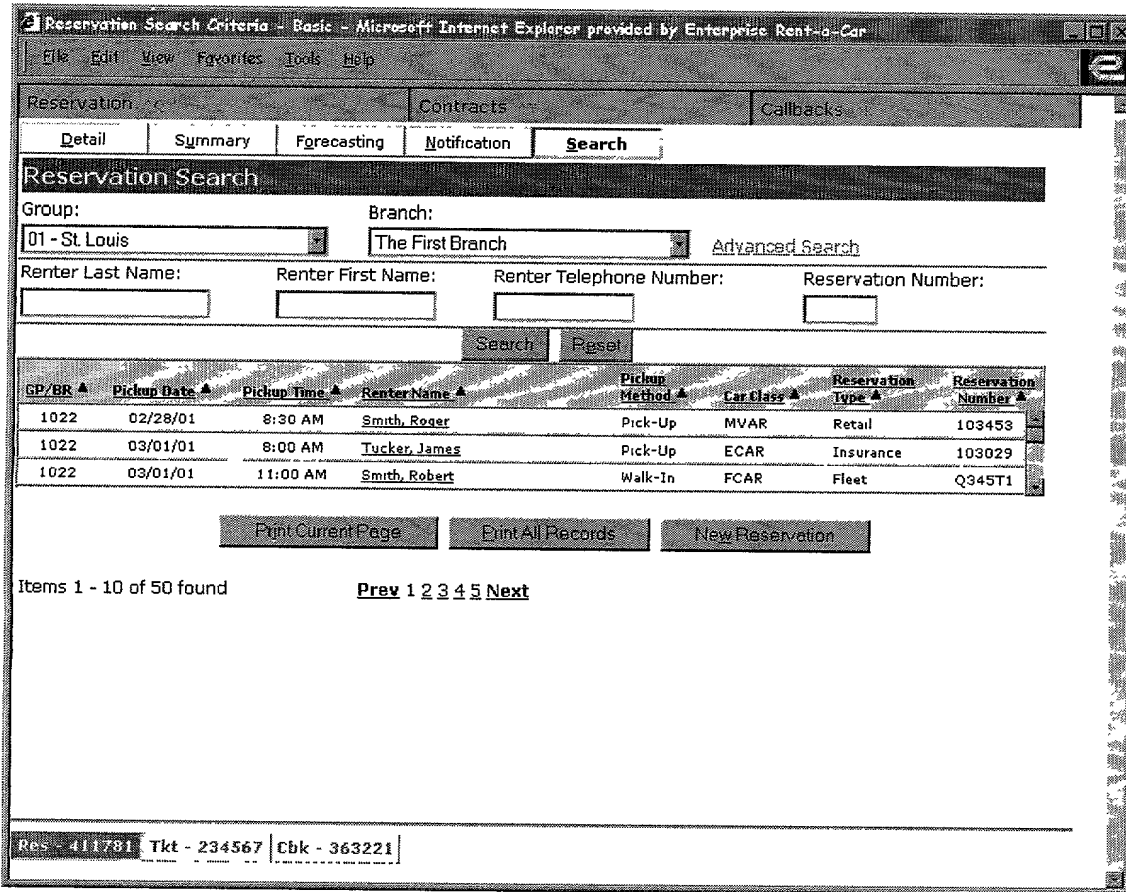 Reservation Search Criteria - Basic - Microsoft Internet Explorer provided by Enterprise Rent-a-Car
File Edit View Favorites Tools Help
Reservation Contracts Callbacks
Detail Summary Forecasting Notification Search
Reservation Search
Group: Branch:
01 - St. Louis The First Branch Advanced Search
Renter Last Name: Renter First Name: Renter Telephone Number: Reservation Number:
Search Reset
GP/BR ▲ Pickup Date ▲ Pickup Time ▲ Renter Name ▲ Pickup Method ▲ Car Class ▲ Reservation Type ▲ Reservation Number ▲
1022 02/28/01 8:30 AM Smith, Roger Pick-Up MVAR Retail 103453
1022 03/01/01 8:00 AM Tucker, James Pick-Up ECAR Insurance 103029
1022 03/01/01 11:00 AM Smith, Robert Walk-In FCAR Fleet Q345T1
Print Current Page Print All Records New Reservation
Items 1 - 10 of 50 found Prev 1 2 3 4 5 Next
Res - 411781 Tkt - 234567 Cbk - 363221